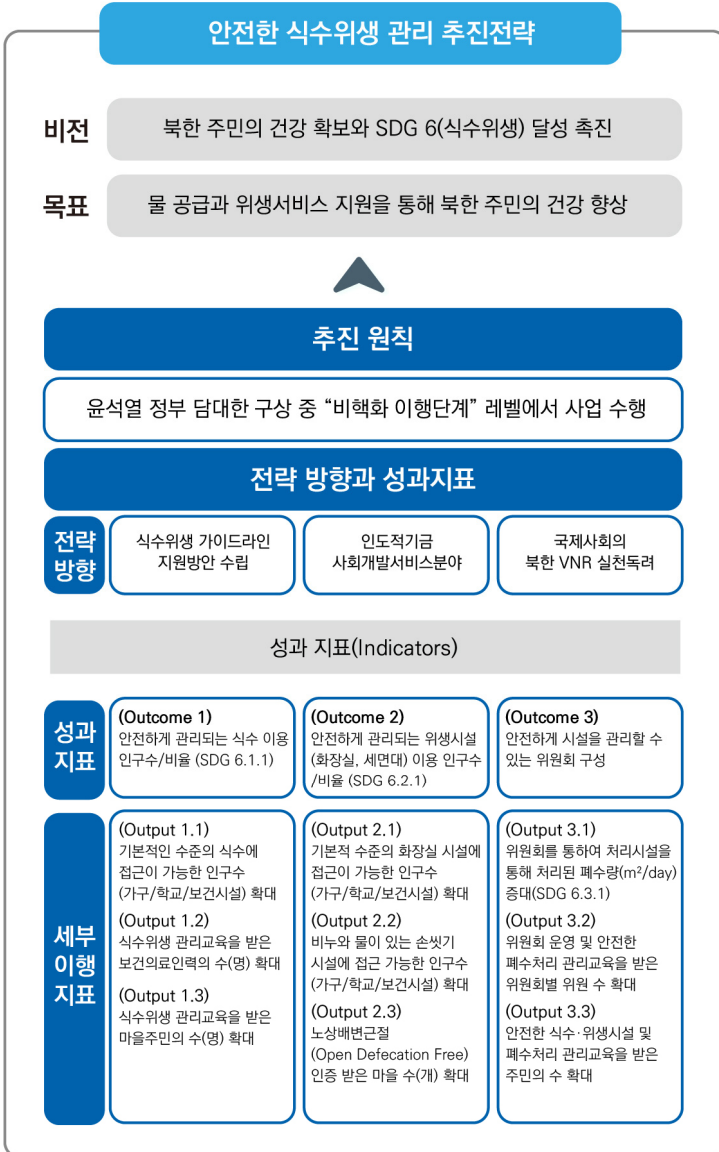 안전한 식수위생 관리 추진전략
비전
북한 주민의 건강 확보와 SDG 6(식수위생) 달성 촉진
목표
물 공급과 위생서비스 지원을 통해 북한 주민의 건강 향상
추진 원칙
윤석열 정부 담대한 구상 중 “비핵화 이행단계” 레벨에서 사업 수행
전략 방향과 성과지표
전략
방향
식수위생 가이드라인
지원방안 수립
인도적기금
사회개발서비스분야
국제사회의
북한 VNR 실천독려
성과 지표(Indicators)
성과
지표
(Outcome 1)
안전하게 관리되는 식수 이용
인구수/비율 (SDG 6.1.1)
(Outcome 2)
안전하게 관리되는 위생시설
(화장실, 세면대) 이용 인구수
/비율 (SDG 6.2.1)
(Outcome 3)
안전하게 시설을 관리할 수
있는 위원회 구성
세부
이행
지표
(Output 1.1)
기본적인 수준의 식수에
접근이 가능한 인구수
(가구/학교/보건시설) 확대
(Output 1.2)
식수위생 관리교육을 받은
보건의료인력의 수(명) 확대
(Output 1.3)
식수위생 관리교육을 받은
마을주민의 수(명) 확대
(Output 2.1)
기본적 수준의 화장실 시설에
접근이 가능한 인구수
(가구/학교/보건시설) 확대
(Output 2.2)
비누와 물이 있는 손씻기
시설에 접근 가능한 인구수
(가구/학교/보건시설) 확대
(Output 2.3)
노상배변근절
(Open Defecation Free)
인증 받은 마을 수(개) 확대
(Output 3.1)
위원회를 통하여 처리시설을
통해 처리된 폐수량(m²/day)
증대(SDG 6.3.1)
(Output 3.2)
위원회 운영 및 안전한
폐수처리 관리교육을 받은
위원회별 위원 수 확대
(Output 3.3)
안전한 식수·위생시설 및
폐수처리 관리교육을 받은
주민의 수 확대